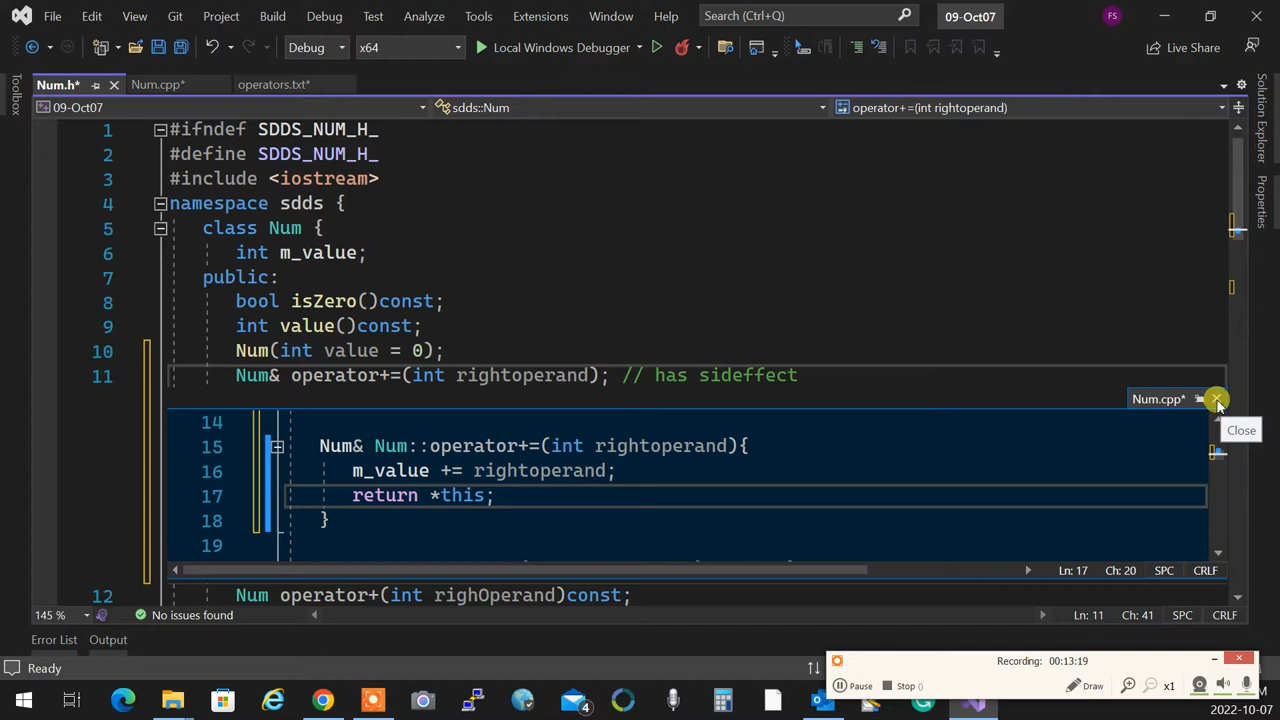 File Edit View Git Project Build Debug Test Analyze Tools Extensions Window Help Search (Ctrl+Q) 09-Oct07 FS
Debug x64 Local Windows Debugger Live Share
Num.h* Num.cpp* operators.txt*
09-Oct07 sdds::Num operator+=(int rightoperand)
Toolbox
Solution Explorer
Properties
1 #ifndef SDDS_NUM_H_
2 #define SDDS_NUM_H_
3 #include <iostream>
4 namespace sdds {
5 class Num {
6 int m_value;
7 public:
8 bool isZero()const;
9 int value()const;
10 Num(int value = 0);
11 Num& operator+=(int rightoperand); // has sideffect
Num.cpp*
Close
14
15 Num& Num::operator+=(int rightoperand){
16 m_value += rightoperand;
17 return *this;
18 }
19
Ln: 17 Ch: 20 SPC CRLF
12 Num operator+(int righOperand)const;
145 % No issues found Ln: 11 Ch: 41 SPC CRLF
Error List Output
Ready
Recording: 00:13:19
Pause Stop () Draw x1
4
M
2022-10-07